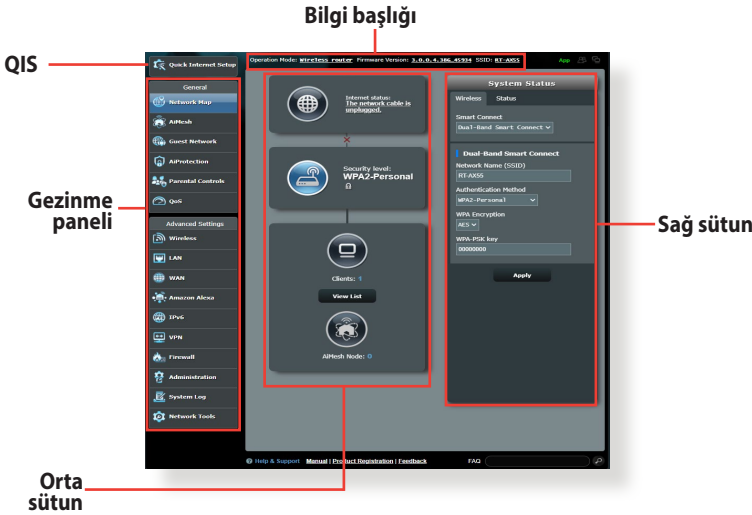 Bilgi başlığı
QIS
Quick Internet Setup
Operation Mode: Wireless router Firmware Version: 3.0.0.4.386_45934 SSID: RT-AX55
App
General
Network Map
AiMesh
Guest Network
AiProtection
Parental Controls
QoS
Gezinme
paneli
Advanced Settings
Wireless
LAN
WAN
Amazon Alexa
IPv6
VPN
Firewall
Administration
System Log
Network Tools
Internet status:
The network cable is
unplugged.
Security level:
WPA2-Personal
Clients: 1
View List
AiMesh Node: 0
System Status
Wireless Status
Smart Connect
Dual-Band Smart Connect
Dual-Band Smart Connect
Network Name (SSID)
RT-AX55
Authentication Method
WPA2-Personal
WPA Encryption
AES
WPA-PSK key
00000000
Apply
Sağ sütun
Help & Support Manual | Product Registration | Feedback FAQ
Orta
sütun